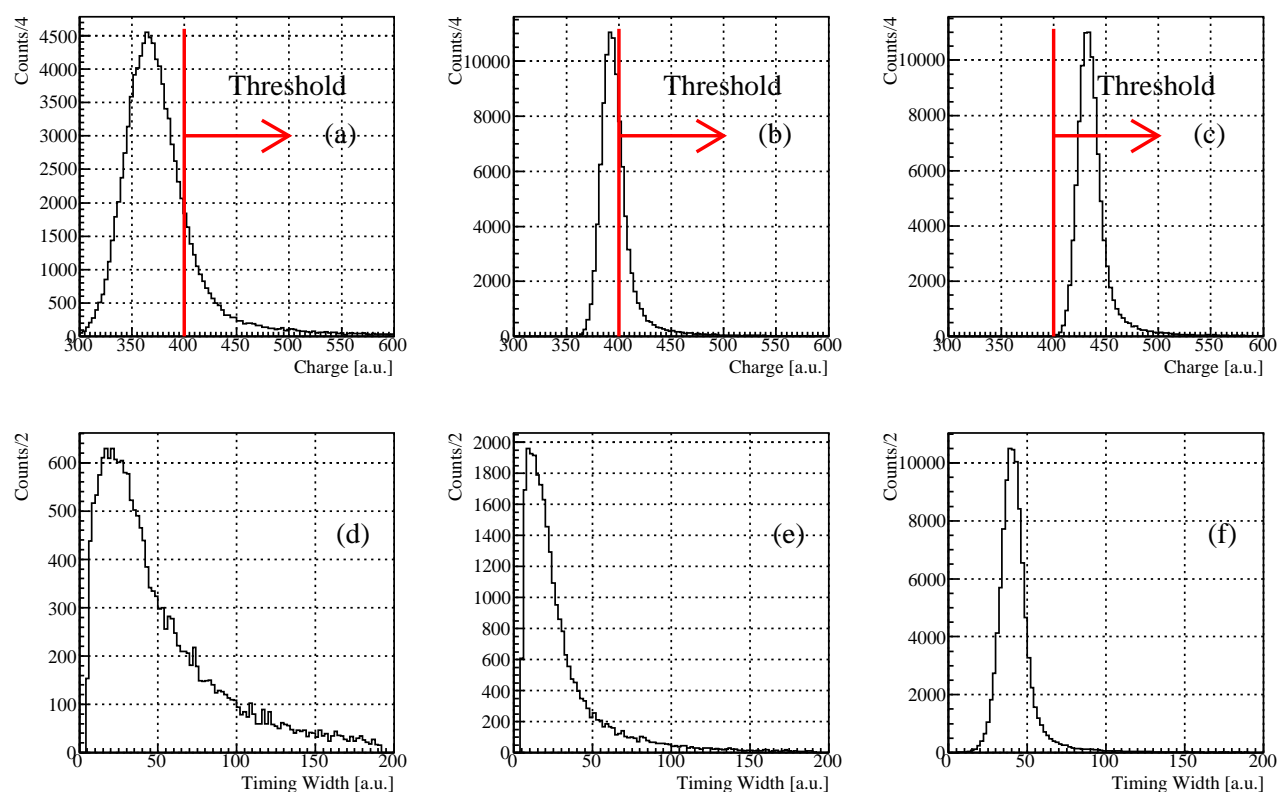 Counts/4
4500
4000
3500
3000
2500
2000
1500
1000
500
0
300 350 400 450 500 550 600
Charge [a.u.]
Threshold
(a)
Counts/4
10000
8000
6000
4000
2000
0
300 350 400 450 500 550 600
Charge [a.u.]
Threshold
(b)
Counts/4
10000
8000
6000
4000
2000
0
300 350 400 450 500 550 600
Charge [a.u.]
Threshold
(c)
Counts/2
600
500
400
300
200
100
0
0 50 100 150 200
Timing Width [a.u.]
(d)
Counts/2
2000
1800
1600
1400
1200
1000
800
600
400
200
0
0 50 100 150 200
Timing Width [a.u.]
(e)
Counts/2
10000
8000
6000
4000
2000
0
0 50 100 150 200
Timing Width [a.u.]
(f)